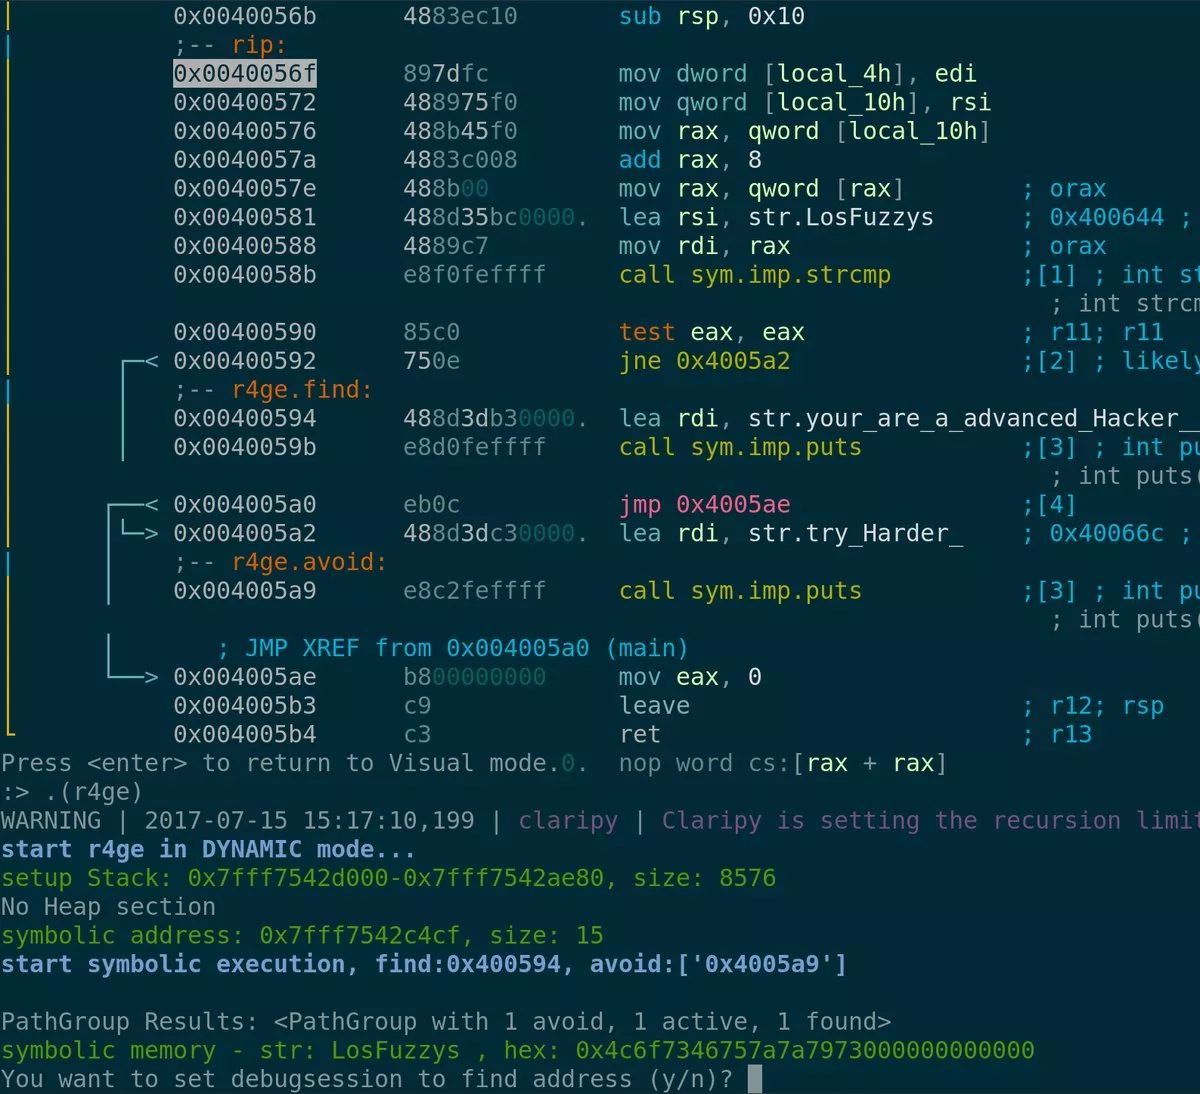 0x0040056b 4883ec10 sub rsp, 0x10
;-- rip:
0x0040056f 897dfc mov dword [local_4h], edi
0x00400572 488975f0 mov qword [local_10h], rsi
0x00400576 488b45f0 mov rax, qword [local_10h]
0x0040057a 4883c008 add rax, 8
0x0040057e 488b00 mov rax, qword [rax] ; orax
0x00400581 488d35bc0000. lea rsi, str.LosFuzzys ; 0x400644 ;
0x00400588 4889c7 mov rdi, rax ; orax
0x0040058b e8f0feffff call sym.imp.strcmp ;[1] ; int st
; int strcm
0x00400590 85c0 test eax, eax ; r11; r11
< 0x00400592 750e jne 0x4005a2 ;[2] ; likely
;-- r4ge.find:
0x00400594 488d3db30000. lea rdi, str.your_are_a_advanced_Hacker__
0x0040059b e8d0feffff call sym.imp.puts ;[3] ; int pu
; int puts(
< 0x004005a0 eb0c jmp 0x4005ae ;[4]
> 0x004005a2 488d3dc30000. lea rdi, str.try_Harder_ ; 0x40066c ;
;-- r4ge.avoid:
0x004005a9 e8c2feffff call sym.imp.puts ;[3] ; int pu
; int puts(
; JMP XREF from 0x004005a0 (main)
> 0x004005ae b800000000 mov eax, 0
0x004005b3 c9 leave ; r12; rsp
0x004005b4 c3 ret ; r13
Press <enter> to return to Visual mode.0. nop word cs:[rax + rax]
:> .(r4ge)
WARNING | 2017-07-15 15:17:10,199 | claripy | Claripy is setting the recursion limit
start r4ge in DYNAMIC mode...
setup Stack: 0x7fff7542d000-0x7fff7542ae80, size: 8576
No Heap section
symbolic address: 0x7fff7542c4cf, size: 15
start symbolic execution, find:0x400594, avoid:['0x4005a9']
PathGroup Results: <PathGroup with 1 avoid, 1 active, 1 found>
symbolic memory - str: LosFuzzys , hex: 0x4c6f7346757a7a7973000000000000
You want to set debugsession to find address (y/n)?